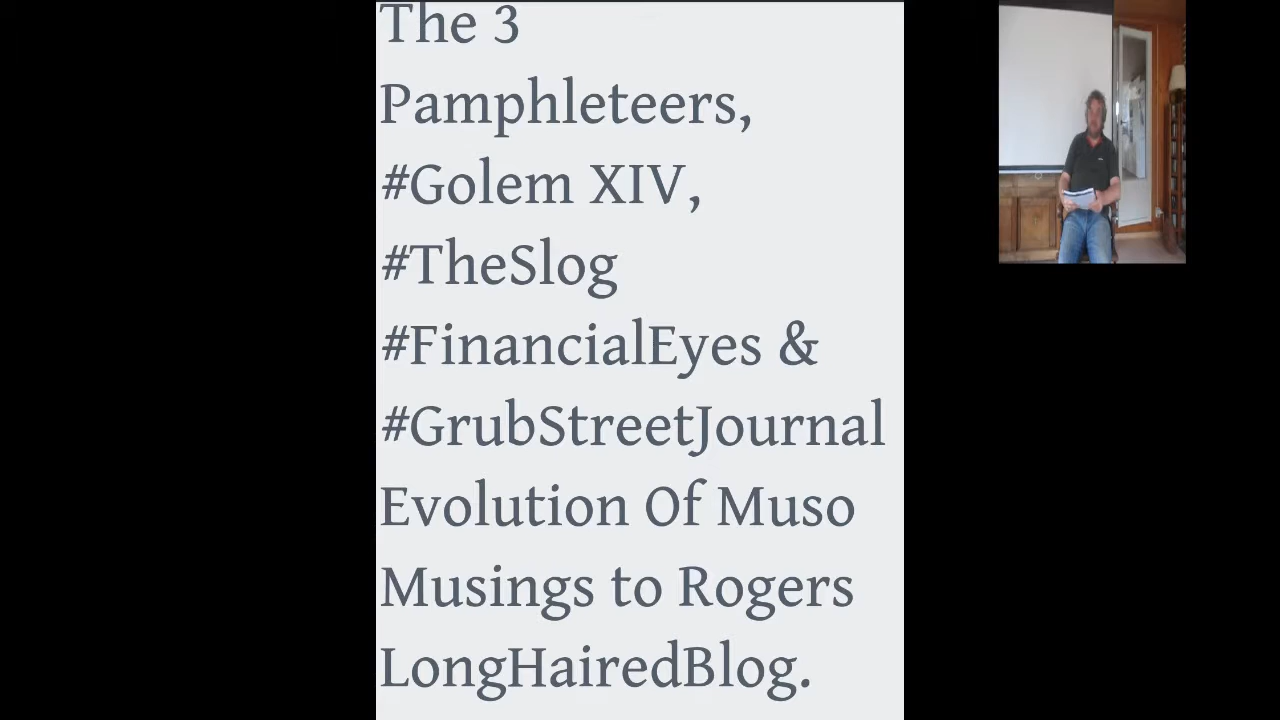 The 3
Pamphleteers,
#Golem XIV,
#TheSlog
#FinancialEyes &
#GrubStreetJournal
Evolution Of Muso
Musings to Rogers
LongHairedBlog.